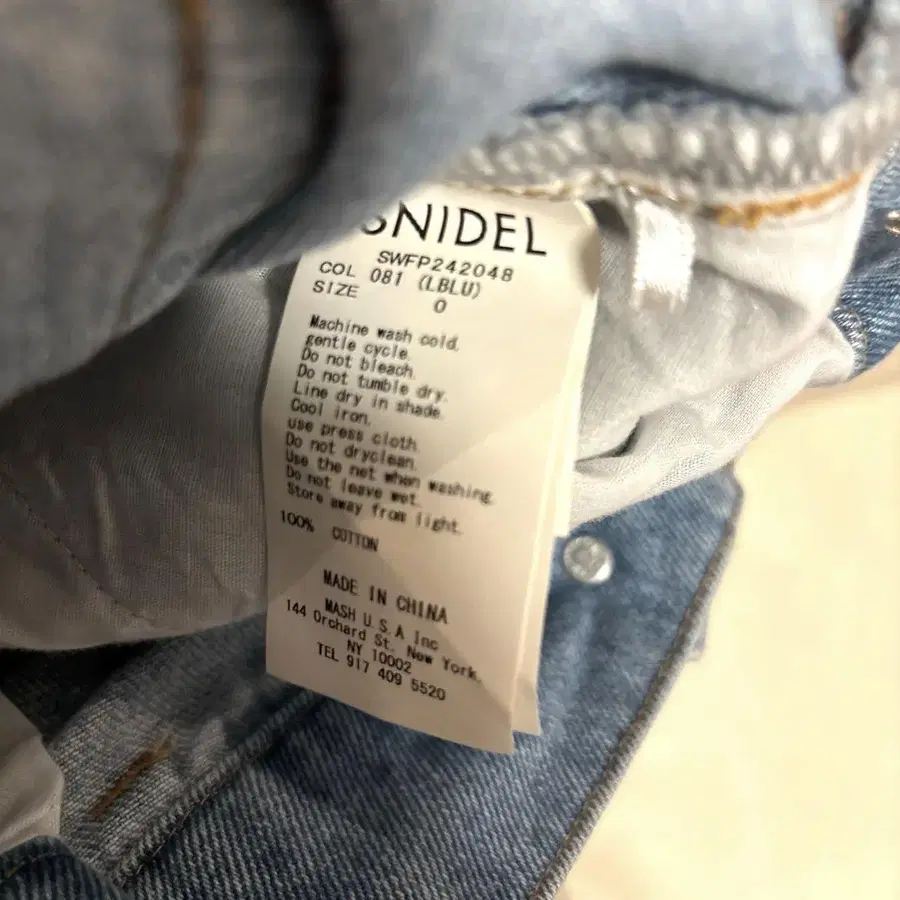 SNIDEL
SWFP242048
COL 081 (LBLU)
SIZE 0
Machine wash cold,
gentle cycle.
Do not bleach.
Do not tumble dry.
Line dry in shade.
Cool iron,
use press cloth.
Do not dryclean.
Use the net when washing.
Do not leave wet.
Store away from light.
100% COTTON
MADE IN CHINA
MASH U.S.A Inc
144 Orchard St. New York,
NY 10002
TEL 917 409 5520